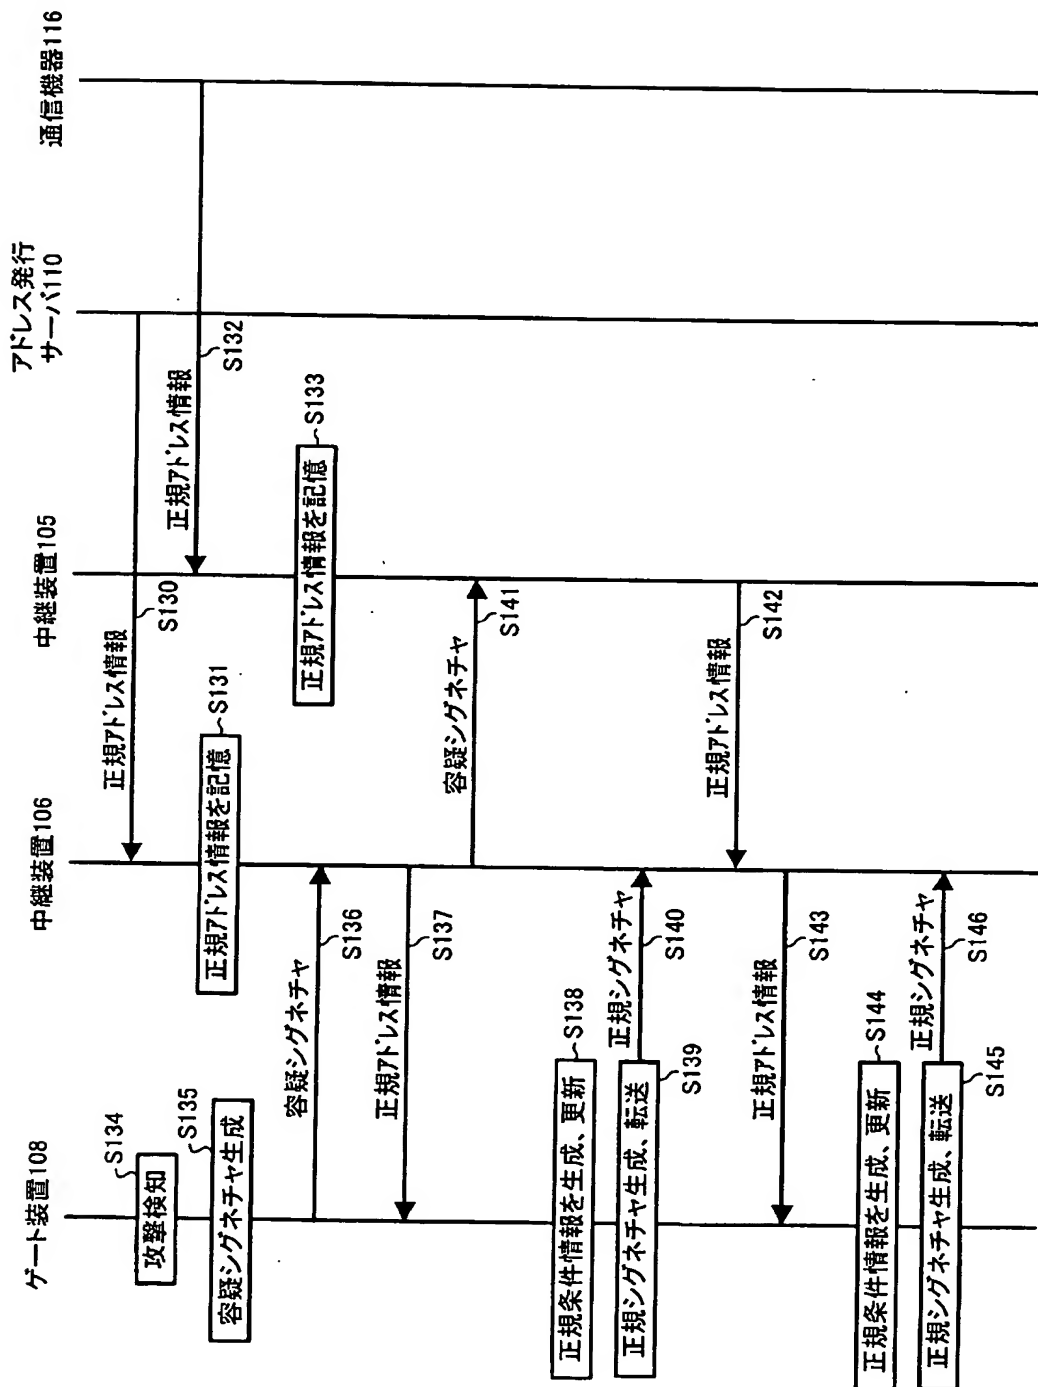 ゲート装置108
中継装置106
中継装置105
アドレス発行
サーバ110
通信機器116
正規アドレス情報
S130
正規アドレス情報を記憶
S131
正規アドレス情報
S132
正規アドレス情報を記憶
S133
攻撃検知
S134
容疑シグネチャ生成
S135
容疑シグネチャ
S136
正規アドレス情報
S137
正規条件情報を生成、更新
S138
正規シグネチャ生成、転送
S139
正規シグネチャ
S140
容疑シグネチャ
S141
正規アドレス情報
S142
正規アドレス情報
S143
正規条件情報を生成、更新
S144
正規シグネチャ生成、転送
S145
正規シグネチャ
S146